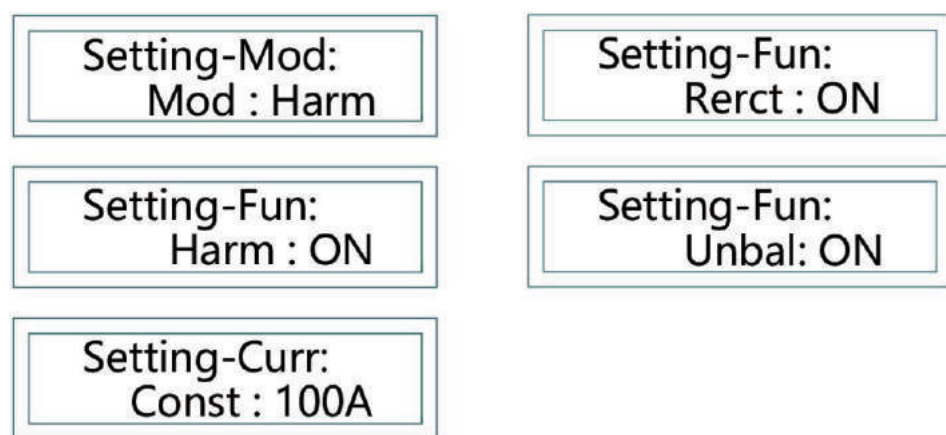 Setting-Mod:
Mod : Harm
Setting-Fun:
Rerct : ON
Setting-Fun:
Harm : ON
Setting-Fun:
Unbal: ON
Setting-Curr:
Const : 100A